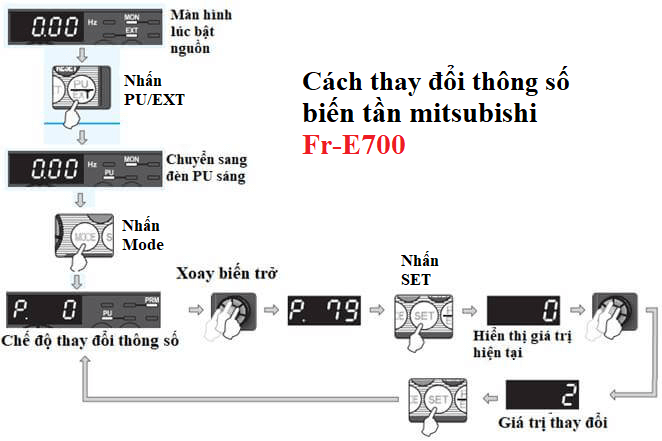 Màn hình
lúc bật
nguồn
0.00 Hz MON
EXT
RESET
PU
EXT
Nhấn
PU/EXT
Cách thay đổi thông số
biến tần mitsubishi
Fr-E700
0.00 Hz MON
PU
Chuyển sang
đèn PU sáng
MODE S
Nhấn
Mode
P. 0 PRM
PU
Chế độ thay đổi thông số
Xoay biến trở
P. 79
Nhấn
SET
SET
0
Hiển thị giá trị
hiện tại
SET
2
Giá trị thay đổi